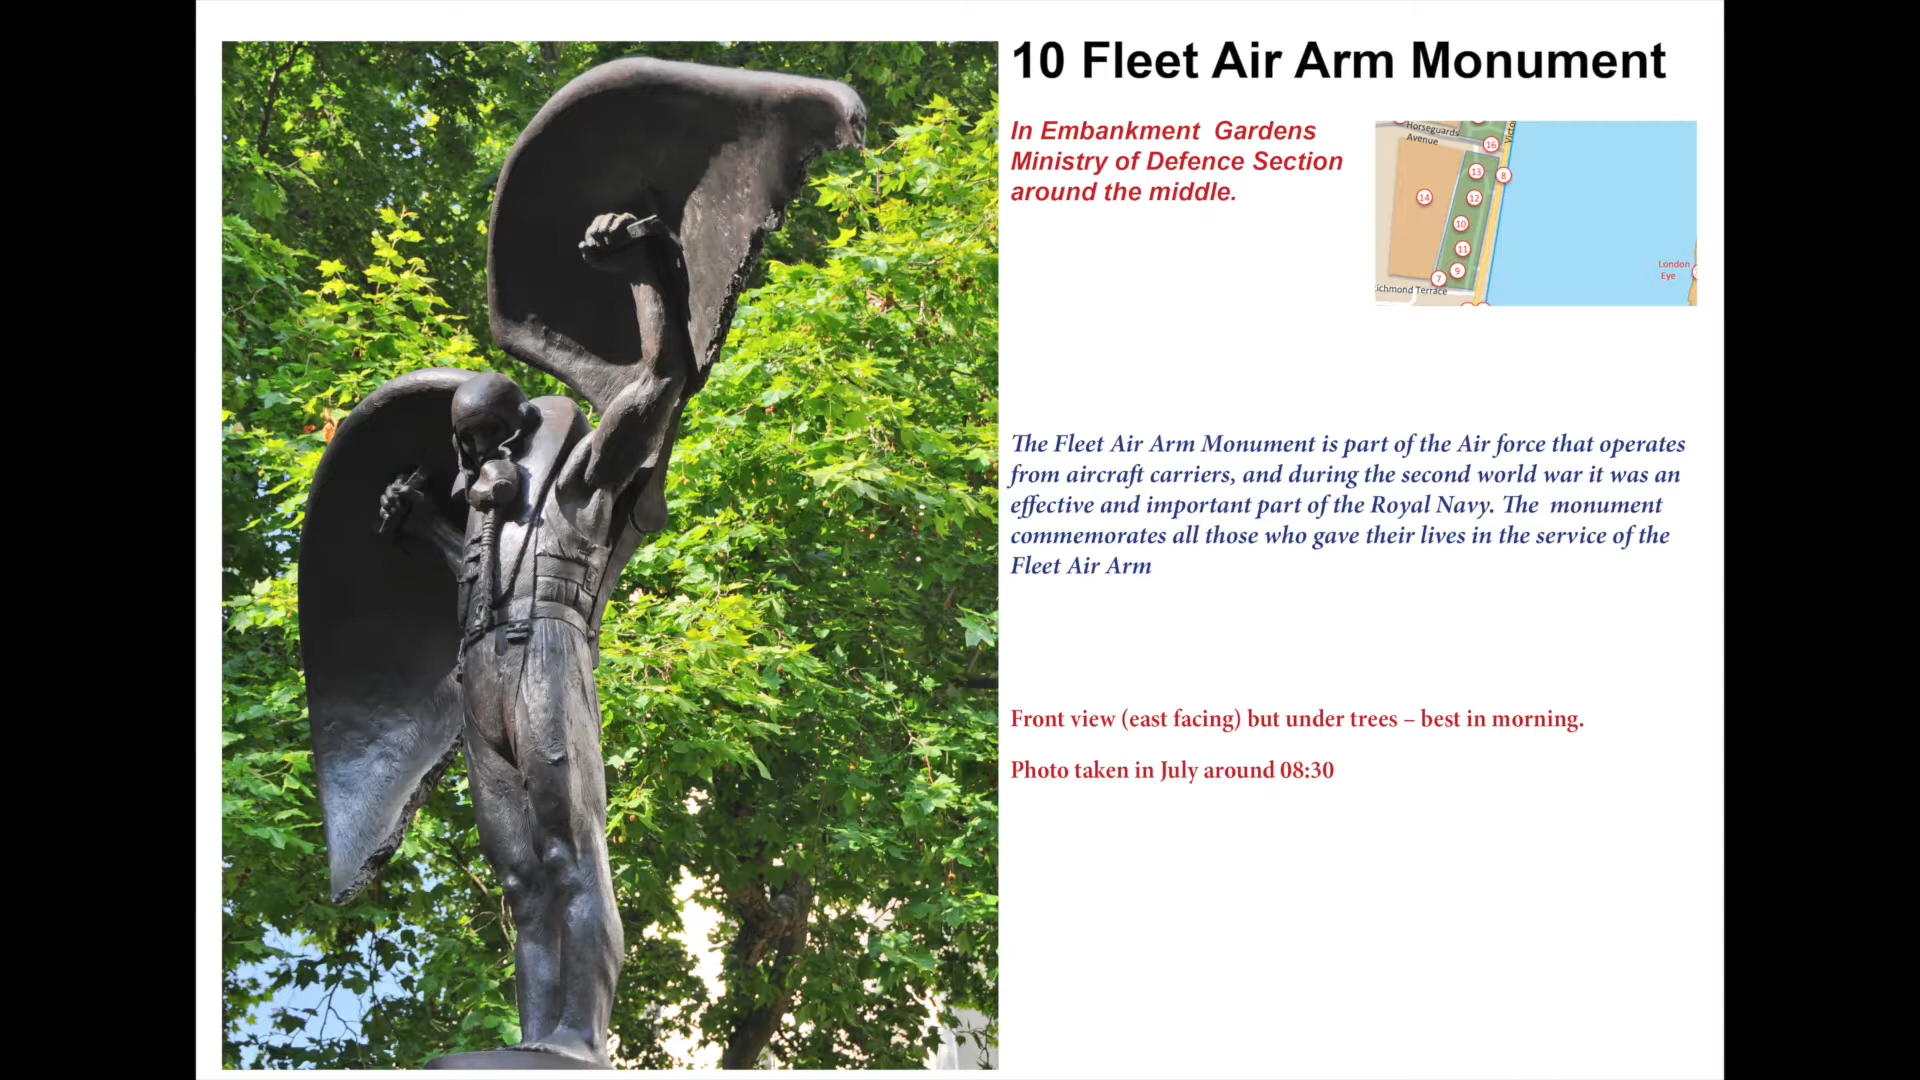 10 Fleet Air Arm Monument
In Embankment  Gardens
Ministry of Defence Section
around the middle.
Horseguards
Avenue
Victo
16
13
8
14
12
10
11
9
7
ichmond Terrace
London
Eye
The Fleet Air Arm Monument is part of the Air force that operates
from aircraft carriers, and during the second world war it was an
effective and important part of the Royal Navy. The  monument
commemorates all those who gave their lives in the service of the
Fleet Air Arm
Front view (east facing) but under trees – best in morning.
Photo taken in July around 08:30